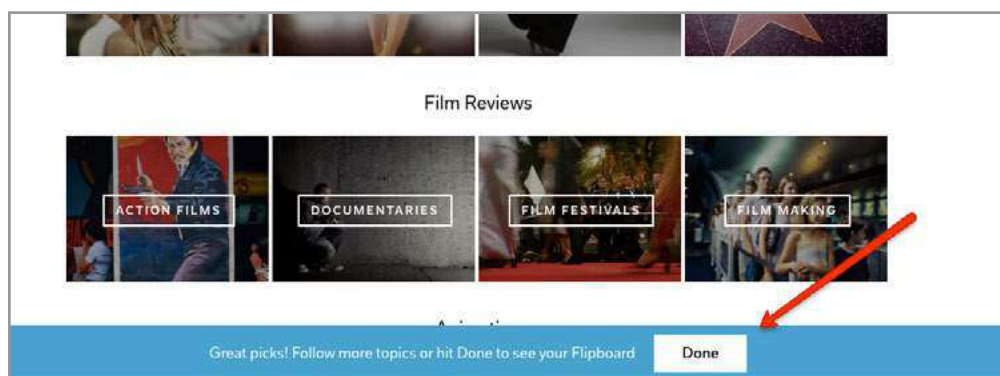 Film Reviews
ACTION FILMS
DOCUMENTARIES
FILM FESTIVALS
FILM MAKING
Great picks! Follow more topics or hit Done to see your Flipboard
Done